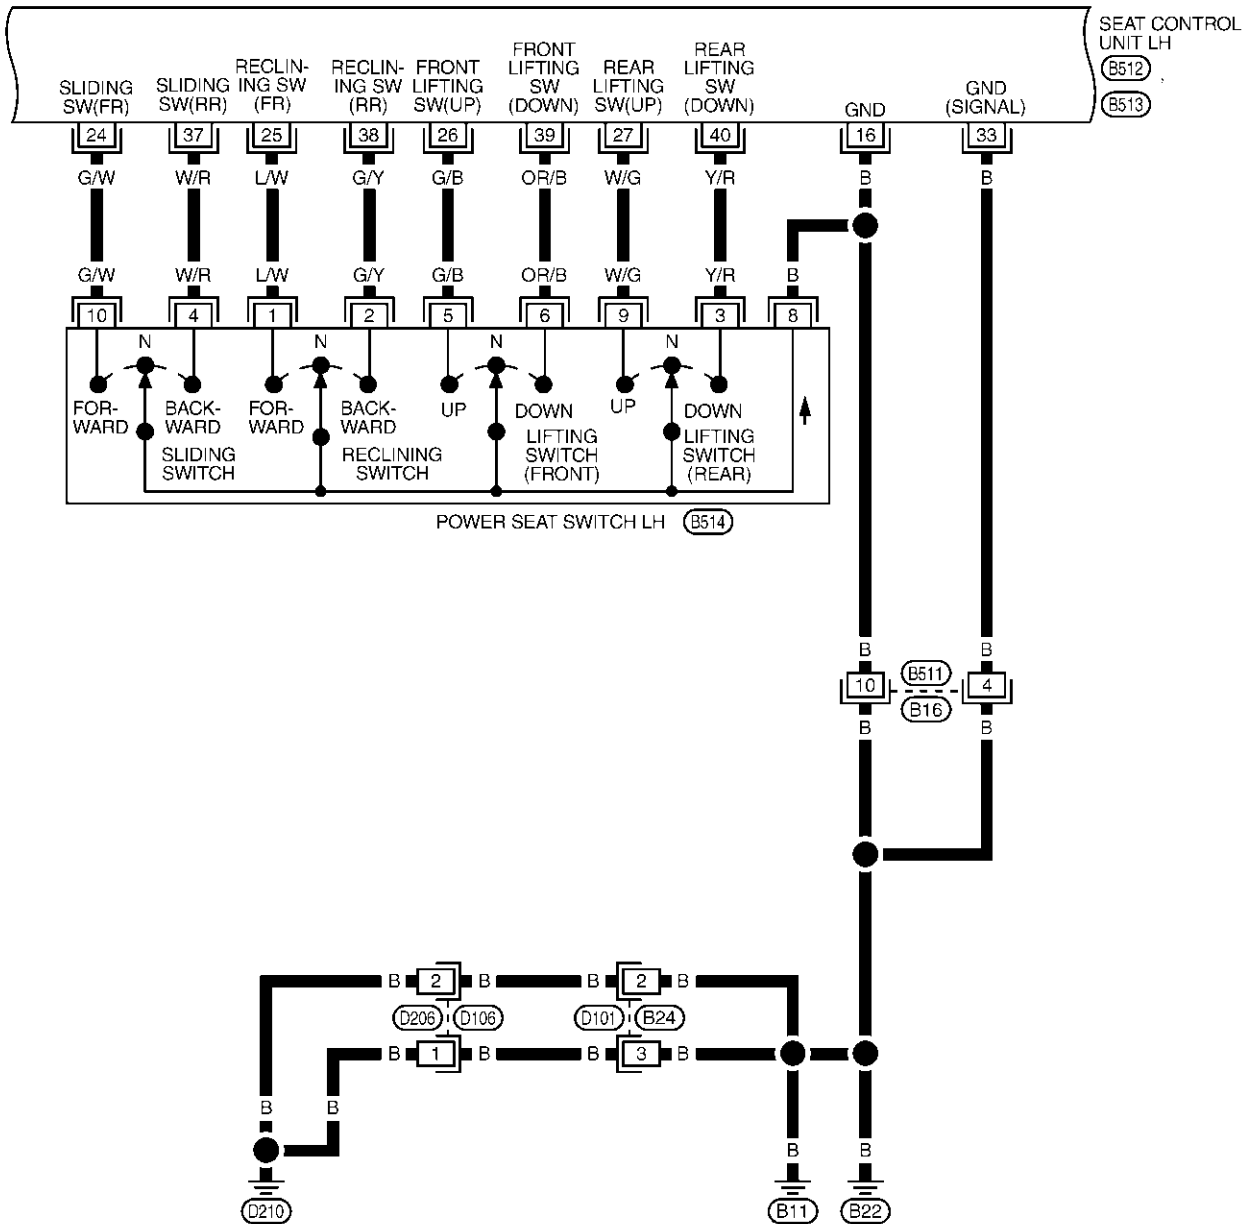 SEAT CONTROL
UNIT LH
B512 ,
B513
SLIDING
SW(FR)
SLIDING
SW(RR)
RECLIN-
ING SW
(FR)
RECLIN-
ING SW
(RR)
FRONT
LIFTING
SW(UP)
FRONT
LIFTING
SW
(DOWN)
REAR
LIFTING
SW(UP)
REAR
LIFTING
SW
(DOWN)
GND
GND
(SIGNAL)
24 37 25 38 26 39 27 40 16 33
G/W W/R L/W G/Y G/B OR/B W/G Y/R B B
G/W W/R L/W G/Y G/B OR/B W/G Y/R B
10 4 1 2 5 6 9 3 8
N N N N
FOR-
WARD
BACK-
WARD
SLIDING
SWITCH
FOR-
WARD
BACK-
WARD
RECLINING
SWITCH
UP
DOWN
LIFTING
SWITCH
(FRONT)
UP
DOWN
LIFTING
SWITCH
(REAR)
POWER SEAT SWITCH LH B514
B B
10 B511 4
B16
B B
B 2 B B 2 B
D206 D106 D101 B24
B 1 B B 3 B
B B
B B
D210 B11 B22